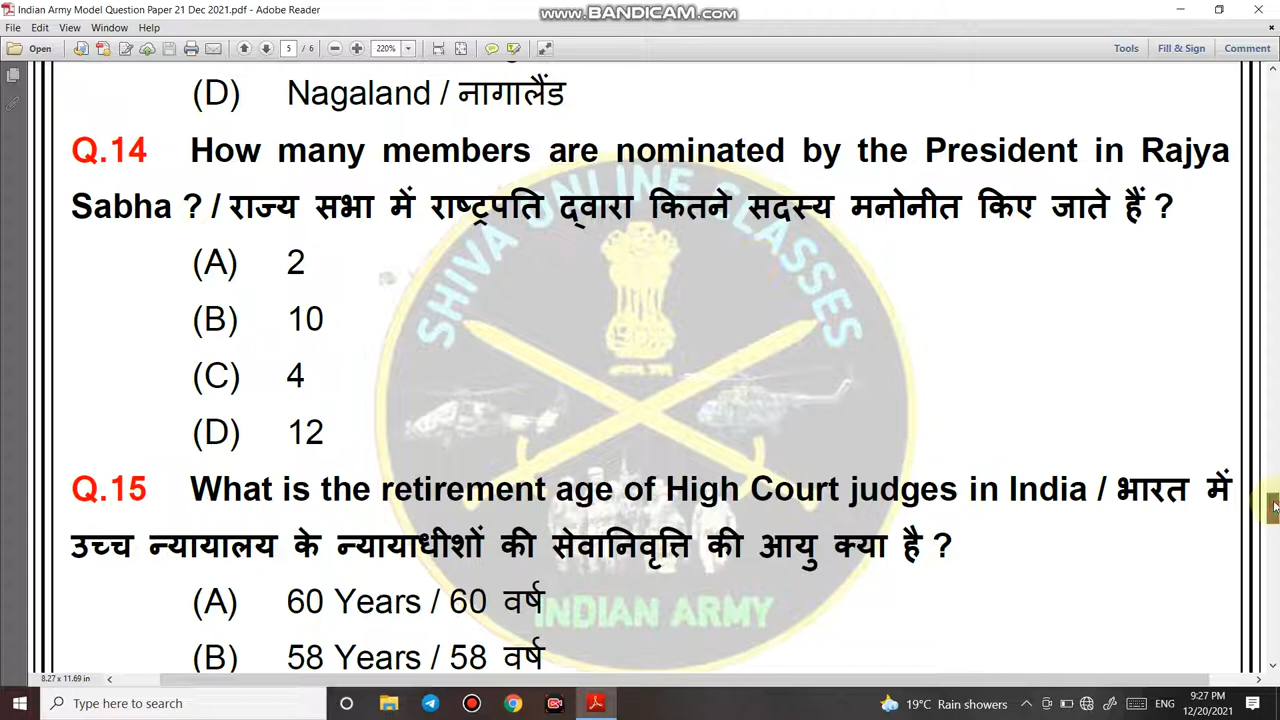 Indian Army Model Question Paper 21 Dec 2021.pdf - Adobe Reader
www.BANDICAM.com
File Edit View Window Help
Open 5 / 6 220% Tools Fill & Sign Comment
(D) Nagaland / नागालैंड
Q.14 How many members are nominated by the President in Rajya
Sabha ? / राज्य सभा में राष्ट्रपति द्वारा कितने सदस्य मनोनीत किए जाते हैं ?
(A) 2
(B) 10
(C) 4
(D) 12
Q.15 What is the retirement age of High Court judges in India / भारत में
उच्च न्यायालय के न्यायाधीशों की सेवानिवृत्ति की आयु क्या है ?
(A) 60 Years / 60 वर्ष
(B) 58 Years / 58 वर्ष
SHIVA ONLINE CLASSES
INDIAN ARMY
8.27 x 11.69 in
Type here to search
19°C Rain showers
ENG
9:27 PM
12/20/2021